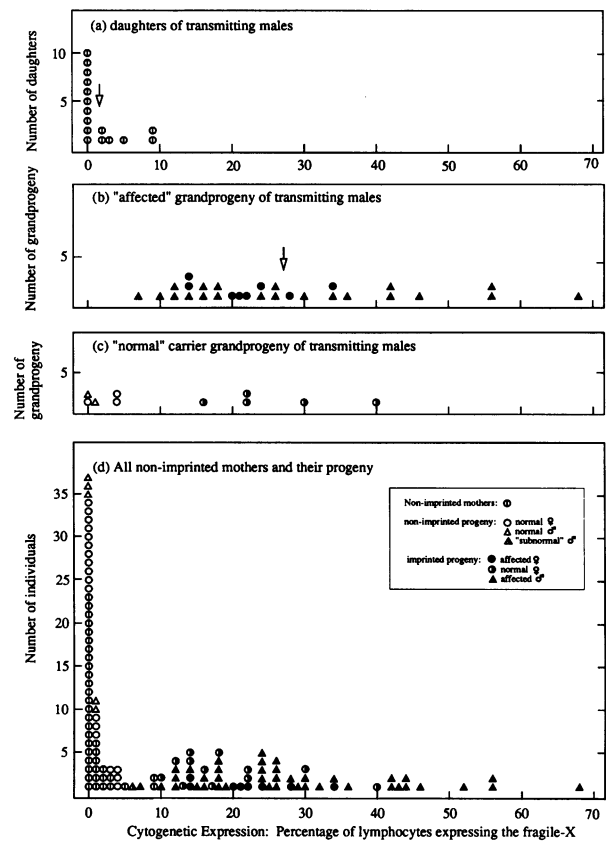 (a) daughters of transmitting males
Number of daughters
10
5
0 10 20 30 40 50 60 70
(b) "affected" grandprogeny of transmitting males
Number of grandprogeny
5
(c) "normal" carrier grandprogeny of transmitting males
Number of
grandprogeny
5
(d) All non-imprinted mothers and their progeny
Number of individuals
35
30
25
20
15
10
5
Non-imprinted mothers:
non-imprinted progeny: normal ♀
normal ♂
"subnormal" ♂
imprinted progeny: affected ♀
normal ♀
affected ♂
0 10 20 30 40 50 60 70
Cytogenetic Expression: Percentage of lymphocytes expressing the fragile-X